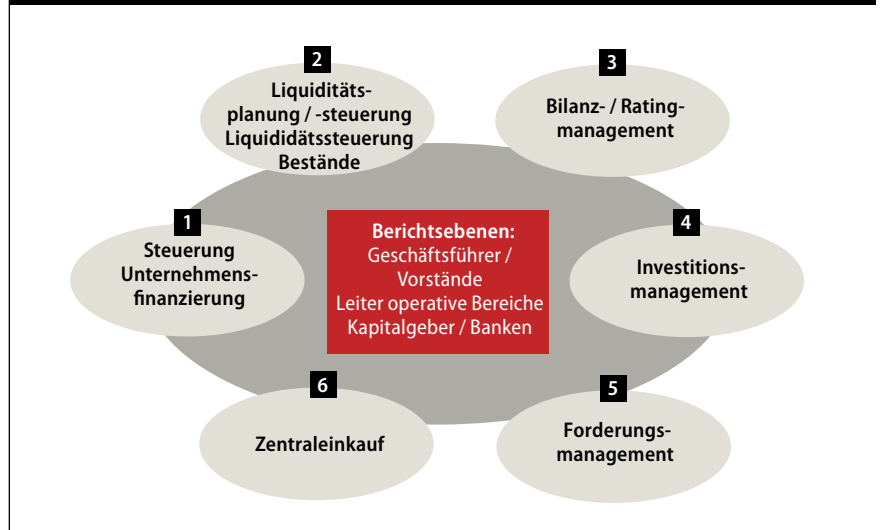 2
Liquiditäts-
planung / -steuerung
Liquididätssteuerung
Bestände
3
Bilanz- / Rating-
management
1
Steuerung
Unternehmens-
finanzierung
Berichtsebenen:
Geschäftsführer /
Vorstände
Leiter operative Bereiche
Kapitalgeber / Banken
4
Investitions-
management
6
Zentraleinkauf
5
Forderungs-
management